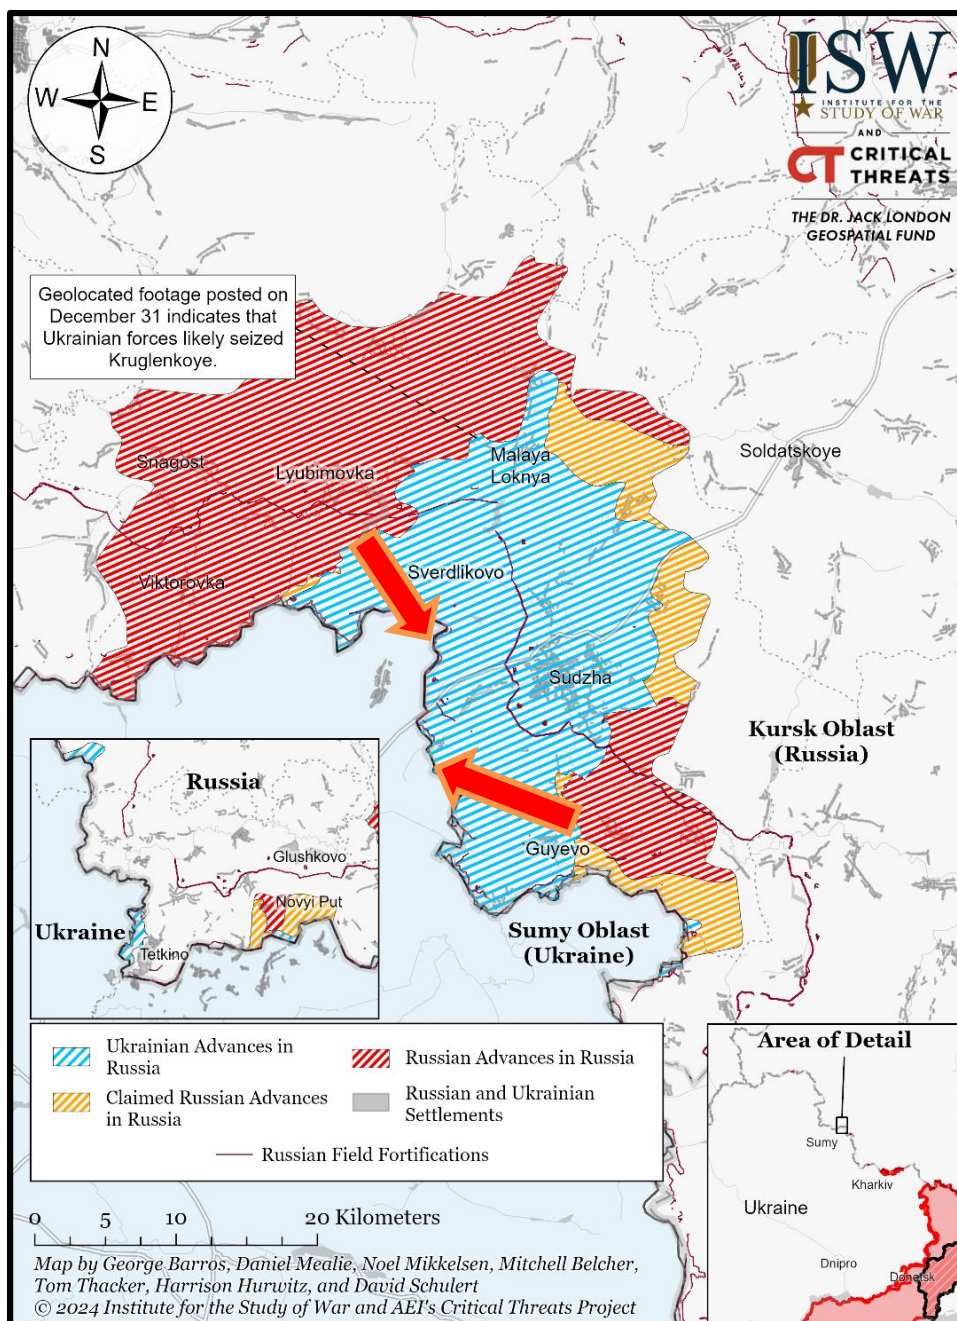 N
W
E
S
ISW
INSTITUTE FOR THE
STUDY OF WAR
AND
CT CRITICAL
THREATS
THE DR. JACK LONDON
GEOSPATIAL FUND
Geolocated footage posted on
December 31 indicates that
Ukrainian forces likely seized
Kruglenkoye.
Snagost
Lyubimovka
Malaya
Loknya
Soldatskoye
Viktorovka
Sverdlikovo
Sudzha
Kursk Oblast
(Russia)
Guyevo
Sumy Oblast
(Ukraine)
Russia
Glushkovo
Novyi Put
Ukraine
Tetkino
Ukrainian Advances in
Russia
Russian Advances in Russia
Claimed Russian Advances
in Russia
Russian and Ukrainian
Settlements
Russian Field Fortifications
0 5 10 20 Kilometers
Map by George Barros, Daniel Mealie, Noel Mikkelsen, Mitchell Belcher,
Tom Thacker, Harrison Hurwitz, and David Schulert
© 2024 Institute for the Study of War and AEI's Critical Threats Project
Area of Detail
Sumy
Kharkiv
Ukraine
Dnipro
Donetsk